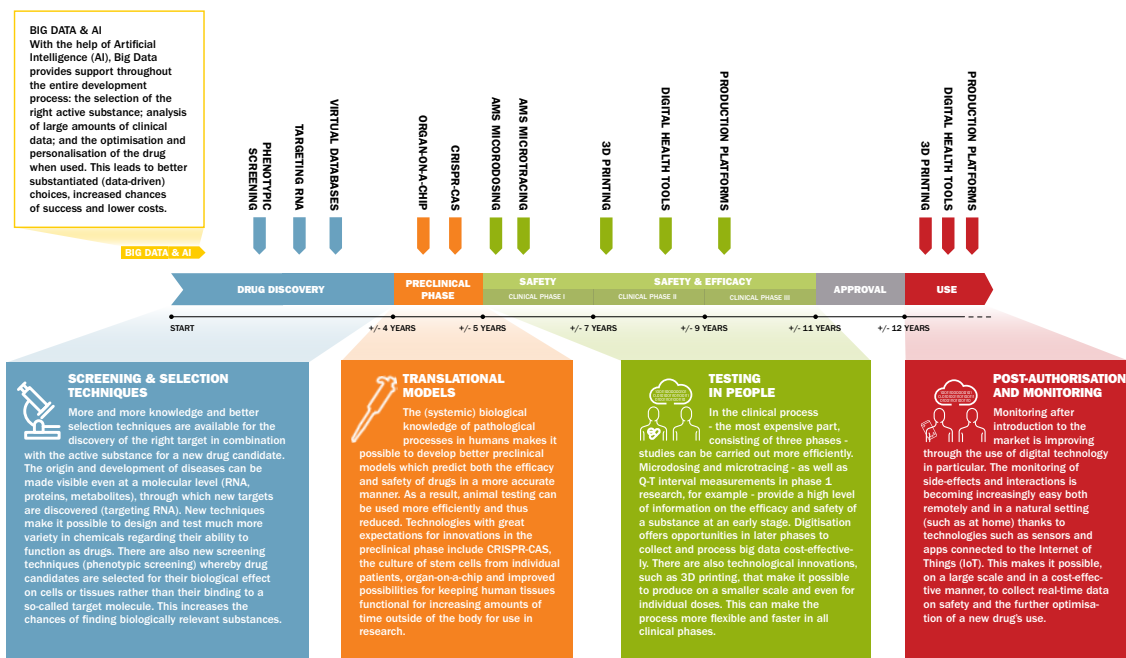 BIG DATA & AI
With the help of Artificial
Intelligence (AI), Big Data
provides support throughout
the entire development
process: the selection of the
right active substance; analysis
of large amounts of clinical
data; and the optimisation and
personalisation of the drug
when used. This leads to better
substantiated (data-driven)
choices, increased chances
of success and lower costs.
BIG DATA & AI
PHENOTYPIC
SCREENING
TARGETING RNA
VIRTUAL DATABASES
ORGAN-ON-A-CHIP
CRISPR-CAS
AMS MICORODOSING
AMS MICROTRACING
3D PRINTING
DIGITAL HEALTH TOOLS
PRODUCTION PLATFORMS
3D PRINTING
DIGITAL HEALTH TOOLS
PRODUCTION PLATFORMS
DRUG DISCOVERY
PRECLINICAL
PHASE
SAFETY
SAFETY & EFFICACY
CLINICAL PHASE I
CLINICAL PHASE II
CLINICAL PHASE III
APPROVAL
USE
START
+/- 4 YEARS
+/- 5 YEARS
+/- 7 YEARS
+/- 9 YEARS
+/- 11 YEARS
+/- 12 YEARS
SCREENING & SELECTION
TECHNIQUES
More and more knowledge and better
selection techniques are available for the
discovery of the right target in combination
with the active substance for a new drug candidate.
The origin and development of diseases can be
made visible even at a molecular level (RNA,
proteins, metabolites), through which new targets
are discovered (targeting RNA). New techniques
make it possible to design and test much more
variety in chemicals regarding their ability to
function as drugs. There are also new screening
techniques (phenotypic screening) whereby drug
candidates are selected for their biological effect
on cells or tissues rather than their binding to a
so-called target molecule. This increases the
chances of finding biologically relevant substances.
TRANSLATIONAL
MODELS
The (systemic) biological
knowledge of pathological
processes in humans makes it
possible to develop better preclinical
models which predict both the efficacy
and safety of drugs in a more accurate
manner. As a result, animal testing can
be used more efficiently and thus
reduced. Technologies with great
expectations for innovations in the
preclinical phase include CRISPR-CAS,
the culture of stem cells from individual
patients, organ-on-a-chip and improved
possibilities for keeping human tissues
functional for increasing amounts of
time outside of the body for use in
research.
TESTING
IN PEOPLE
In the clinical process
- the most expensive part,
consisting of three phases -
studies can be carried out more efficiently.
Microdosing and microtracing - as well as
Q-T interval measurements in phase 1
research, for example - provide a high level
of information on the efficacy and safety of
a substance at an early stage. Digitisation
offers opportunities in later phases to
collect and process big data cost-effective-
ly. There are also technological innovations,
such as 3D printing, that make it possible
to produce on a smaller scale and even for
individual doses. This can make the
process more flexible and faster in all
clinical phases.
POST-AUTHORISATION
AND MONITORING
Monitoring after
introduction to the
market is improving
through the use of digital technology
in particular. The monitoring of
side-effects and interactions is
becoming increasingly easy both
remotely and in a natural setting
(such as at home) thanks to
technologies such as sensors and
apps connected to the Internet of
Things (IoT). This makes it possible,
on a large scale and in a cost-effec-
tive manner, to collect real-time data
on safety and the further optimisa-
tion of a new drug's use.